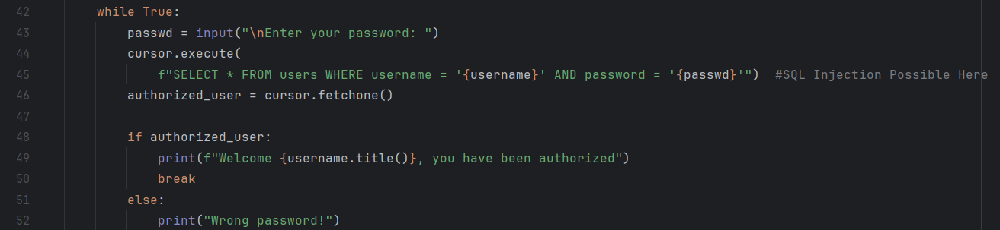 42 while True:
43 passwd = input("\nEnter your password: ")
44 cursor.execute(
45 f"SELECT * FROM users WHERE username = '{username}' AND password = '{passwd}'") #SQL Injection Possible Here
46 authorized_user = cursor.fetchone()
47
48 if authorized_user:
49 print(f"Welcome {username.title()}, you have been authorized")
50 break
51 else:
52 print("Wrong password!")